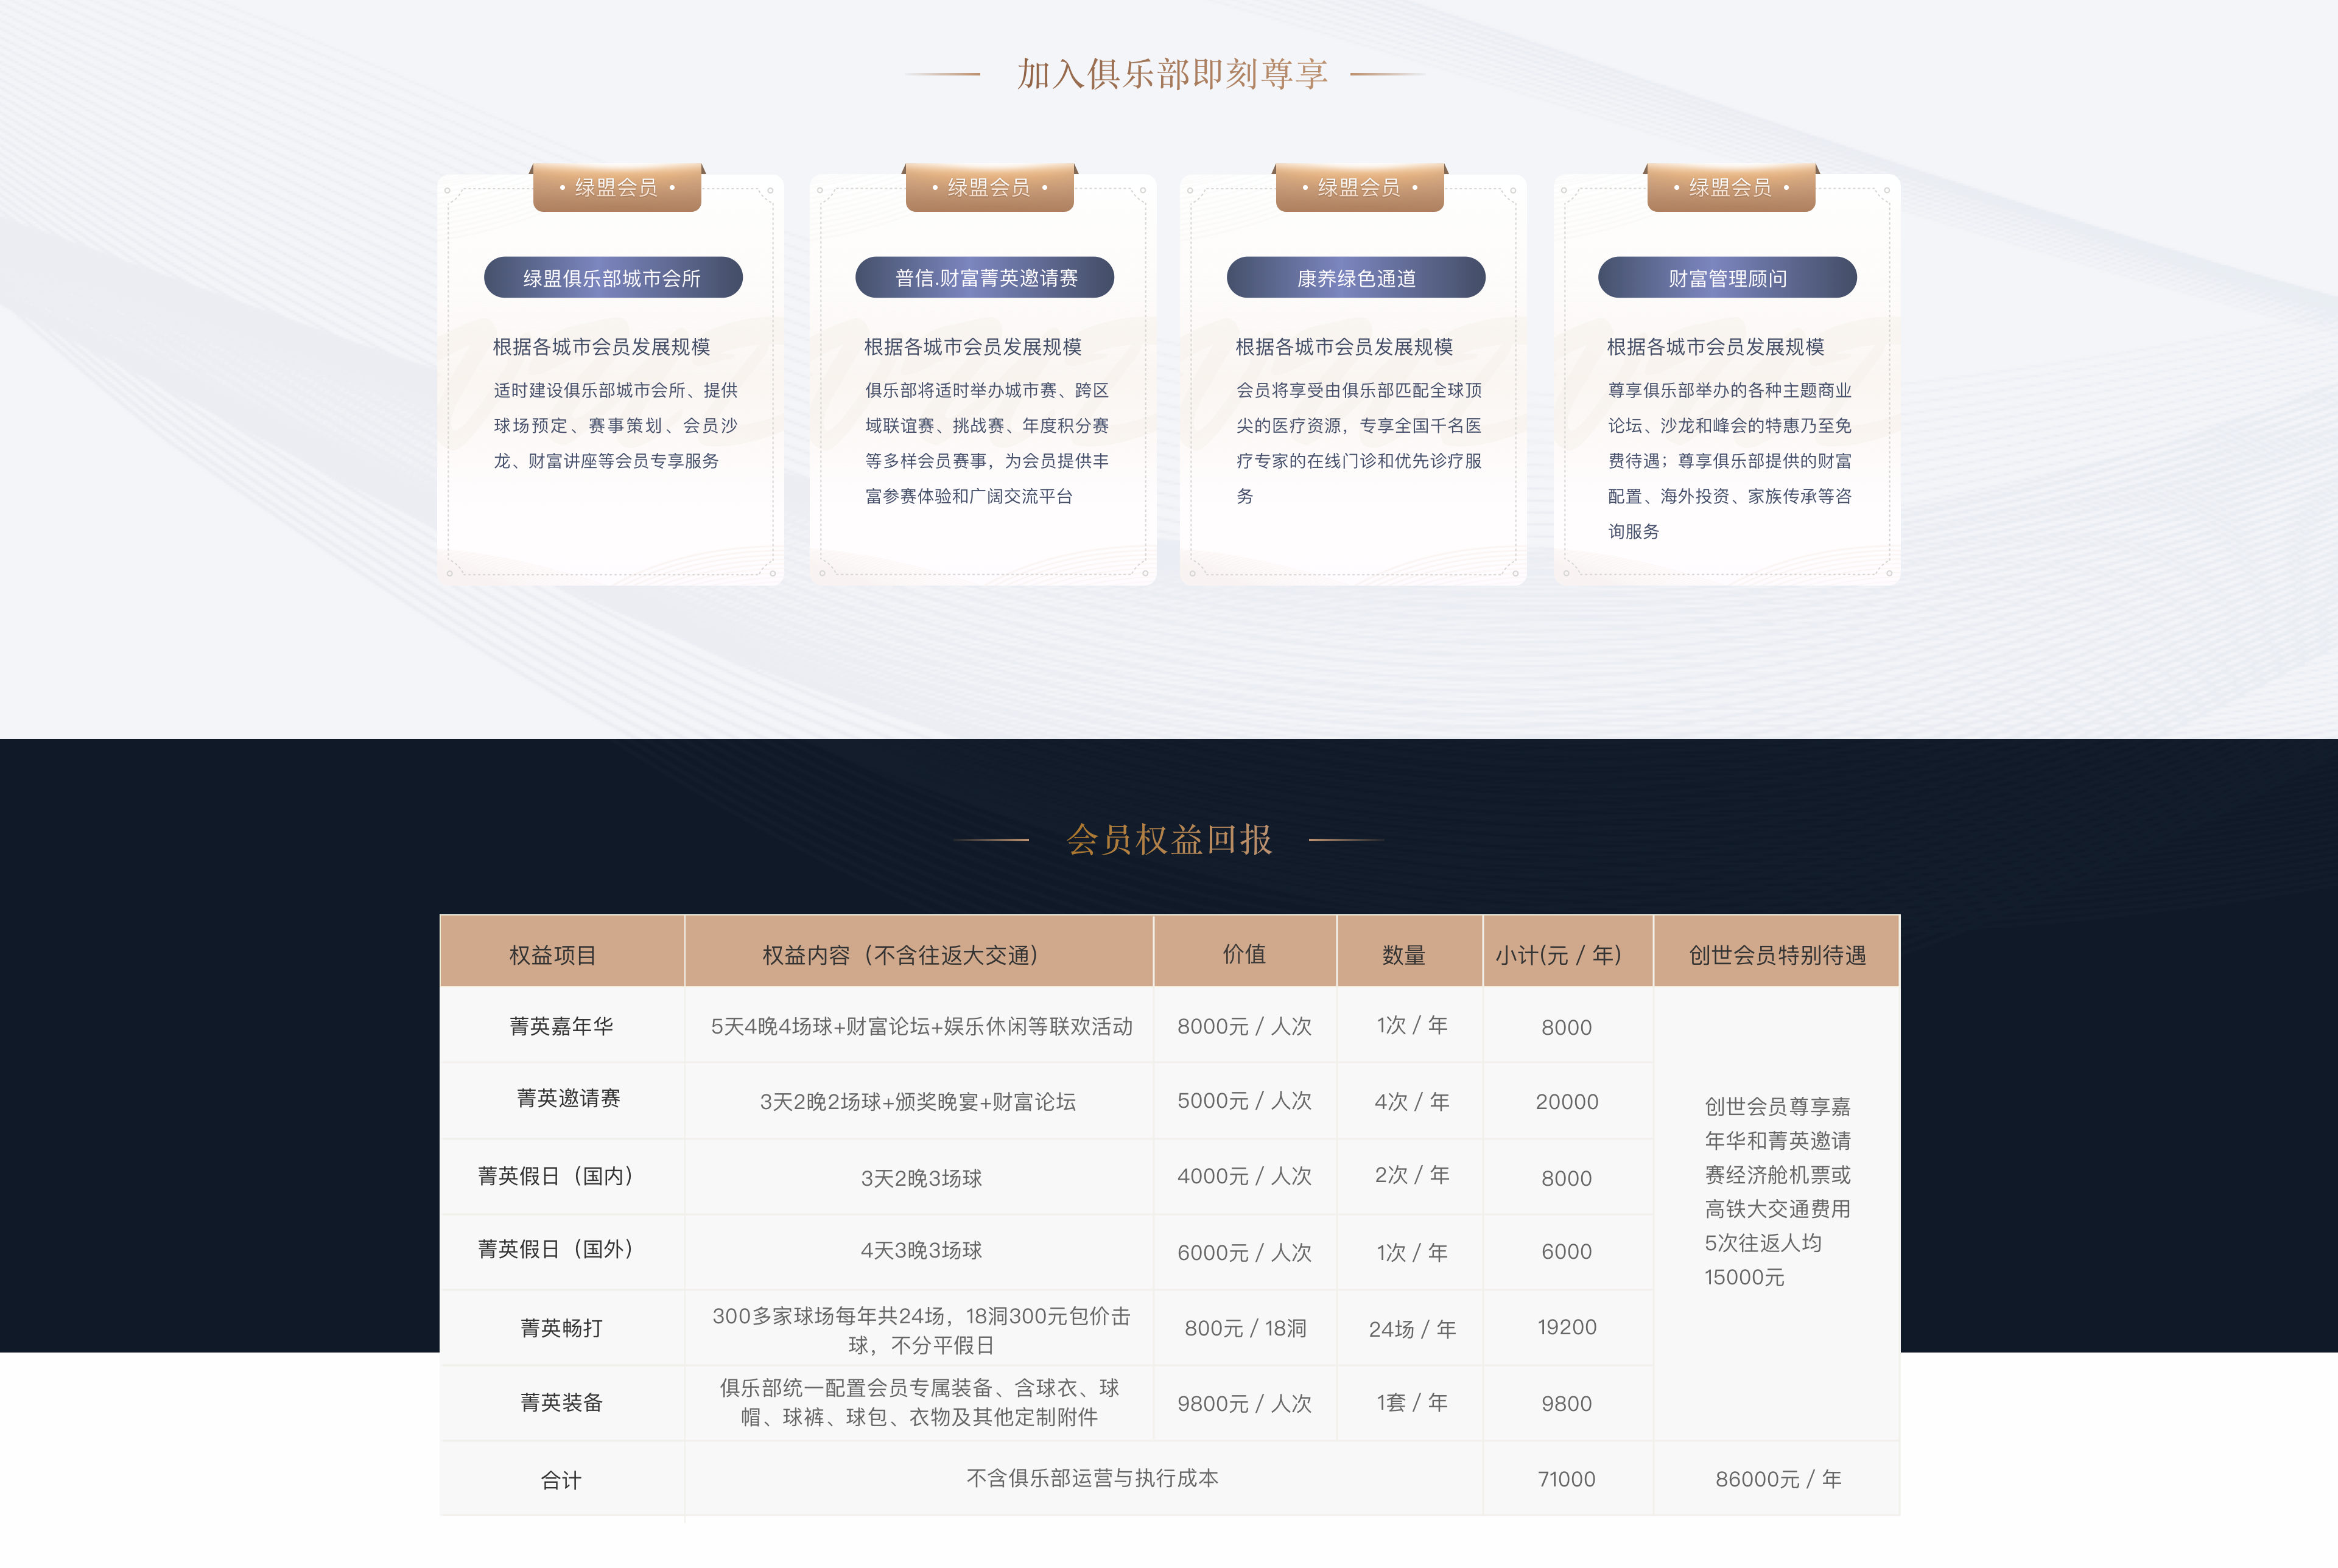 加入俱乐部即刻尊享
• 绿盟会员 •
绿盟俱乐部城市会所
根据各城市会员发展规模
适时建设俱乐部城市会所、提供
球场预定、赛事策划、会员沙
龙、财富讲座等会员专享服务
• 绿盟会员 •
普信.财富菁英邀请赛
根据各城市会员发展规模
俱乐部将适时举办城市赛、跨区
域联谊赛、挑战赛、年度积分赛
等多样会员赛事，为会员提供丰
富参赛体验和广阔交流平台
• 绿盟会员 •
康养绿色通道
根据各城市会员发展规模
会员将享受由俱乐部匹配全球顶
尖的医疗资源，专享全国千名医
疗专家的在线门诊和优先诊疗服
务
• 绿盟会员 •
财富管理顾问
根据各城市会员发展规模
尊享俱乐部举办的各种主题商业
论坛、沙龙和峰会的特惠乃至免
费待遇；尊享俱乐部提供的财富
配置、海外投资、家族传承等咨
询服务
会员权益回报
权益项目 权益内容（不含往返大交通） 价值 数量 小计(元 / 年) 创世会员特别待遇
菁英嘉年华 5天4晚4场球+财富论坛+娱乐休闲等联欢活动 8000元 / 人次 1次 / 年 8000
菁英邀请赛 3天2晚2场球+颁奖晚宴+财富论坛 5000元 / 人次 4次 / 年 20000
菁英假日（国内） 3天2晚3场球 4000元 / 人次 2次 / 年 8000
菁英假日（国外） 4天3晚3场球 6000元 / 人次 1次 / 年 6000
菁英畅打
300多家球场每年共24场，18洞300元包价击
球，不分平假日
800元 / 18洞 24场 / 年 19200
菁英装备
俱乐部统一配置会员专属装备、含球衣、球
帽、球裤、球包、衣物及其他定制附件
9800元 / 人次 1套 / 年 9800
创世会员尊享嘉
年华和菁英邀请
赛经济舱机票或
高铁大交通费用
5次往返人均
15000元
合计 不含俱乐部运营与执行成本 71000 86000元 / 年